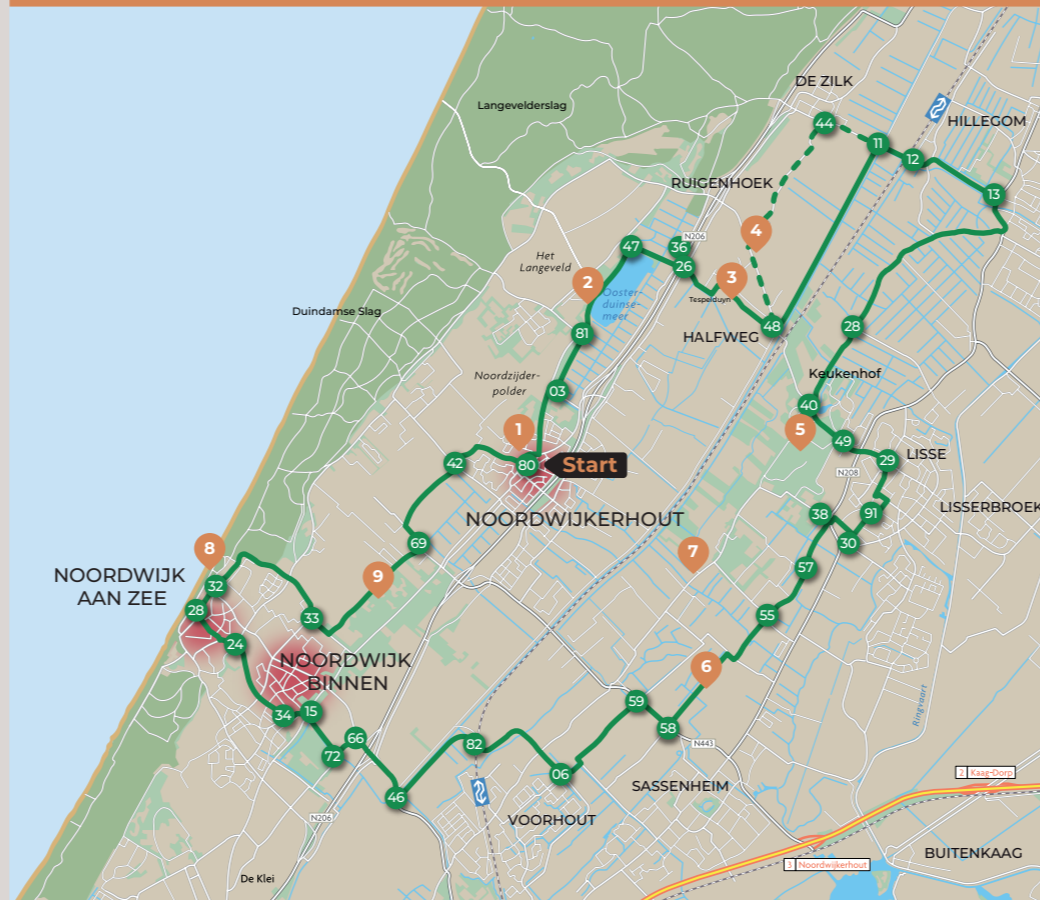 DE ZILK
Langevelderslag
44
HILLEGOM
11
12
RUIGENHOEK
13
4
N206
47
36
Het
Langeveld
26
2
3
Ooster-
duinse-
meer
Tespelduyn
Duindamse Slag
48
28
81
HALFWEG
Keukenhof
Noordzijder-
polder
03
40
1
5
49
42
80
Start
29
LISSE
N208
LISSERBROEK
NOORDWIJKERHOUT
38
91
69
30
8
7
57
NOORDWIJK
AAN ZEE
32
9
28
33
55
24
NOORDWIJK
BINNEN
6
59
Ringvaart
34
15
58
66
82
N443
72
06
2 Kaag-Dorp
46
SASSENHEIM
N206
VOORHOUT
BUITENKAAG
3 Noordwijkerhout
De Klei